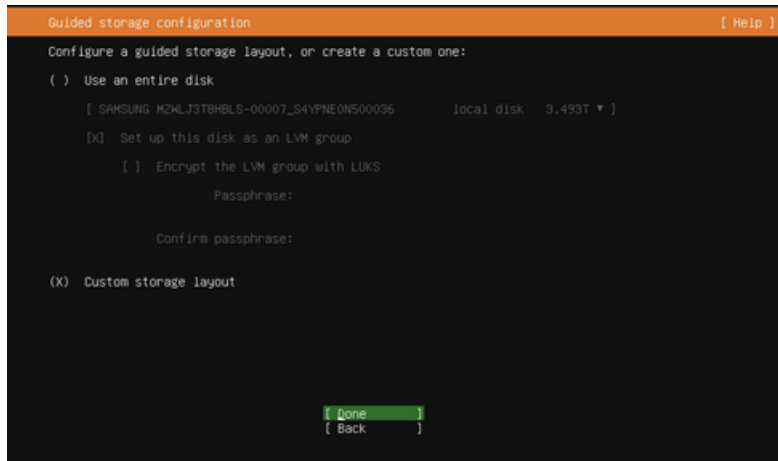 Guided storage configuration [ Help ]
Configure a guided storage layout, or create a custom one:
( ) Use an entire disk
[ SAMSUNG MZWLJ3T8HBLS-00007_S4YPNE0N500036 local disk 3.493T ▾ ]
[X] Set up this disk as an LVM group
[ ] Encrypt the LVM group with LUKS
Passphrase:
Confirm passphrase:
(X) Custom storage layout
[ Done ]
[ Back ]